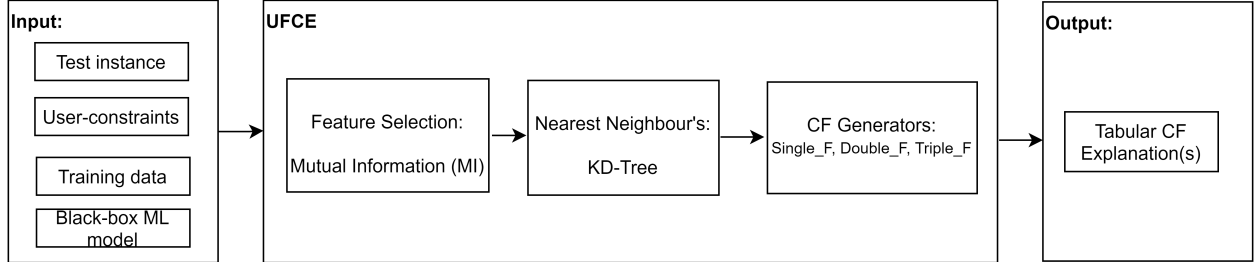 Input:
Test instance
User-constraints
Training data
Black-box ML
model
UFCE
Feature Selection:
Mutual Information (MI)
Nearest Neighbour's:
KD-Tree
CF Generators:
Single_F, Double_F, Triple_F
Output:
Tabular CF
Explanation(s)